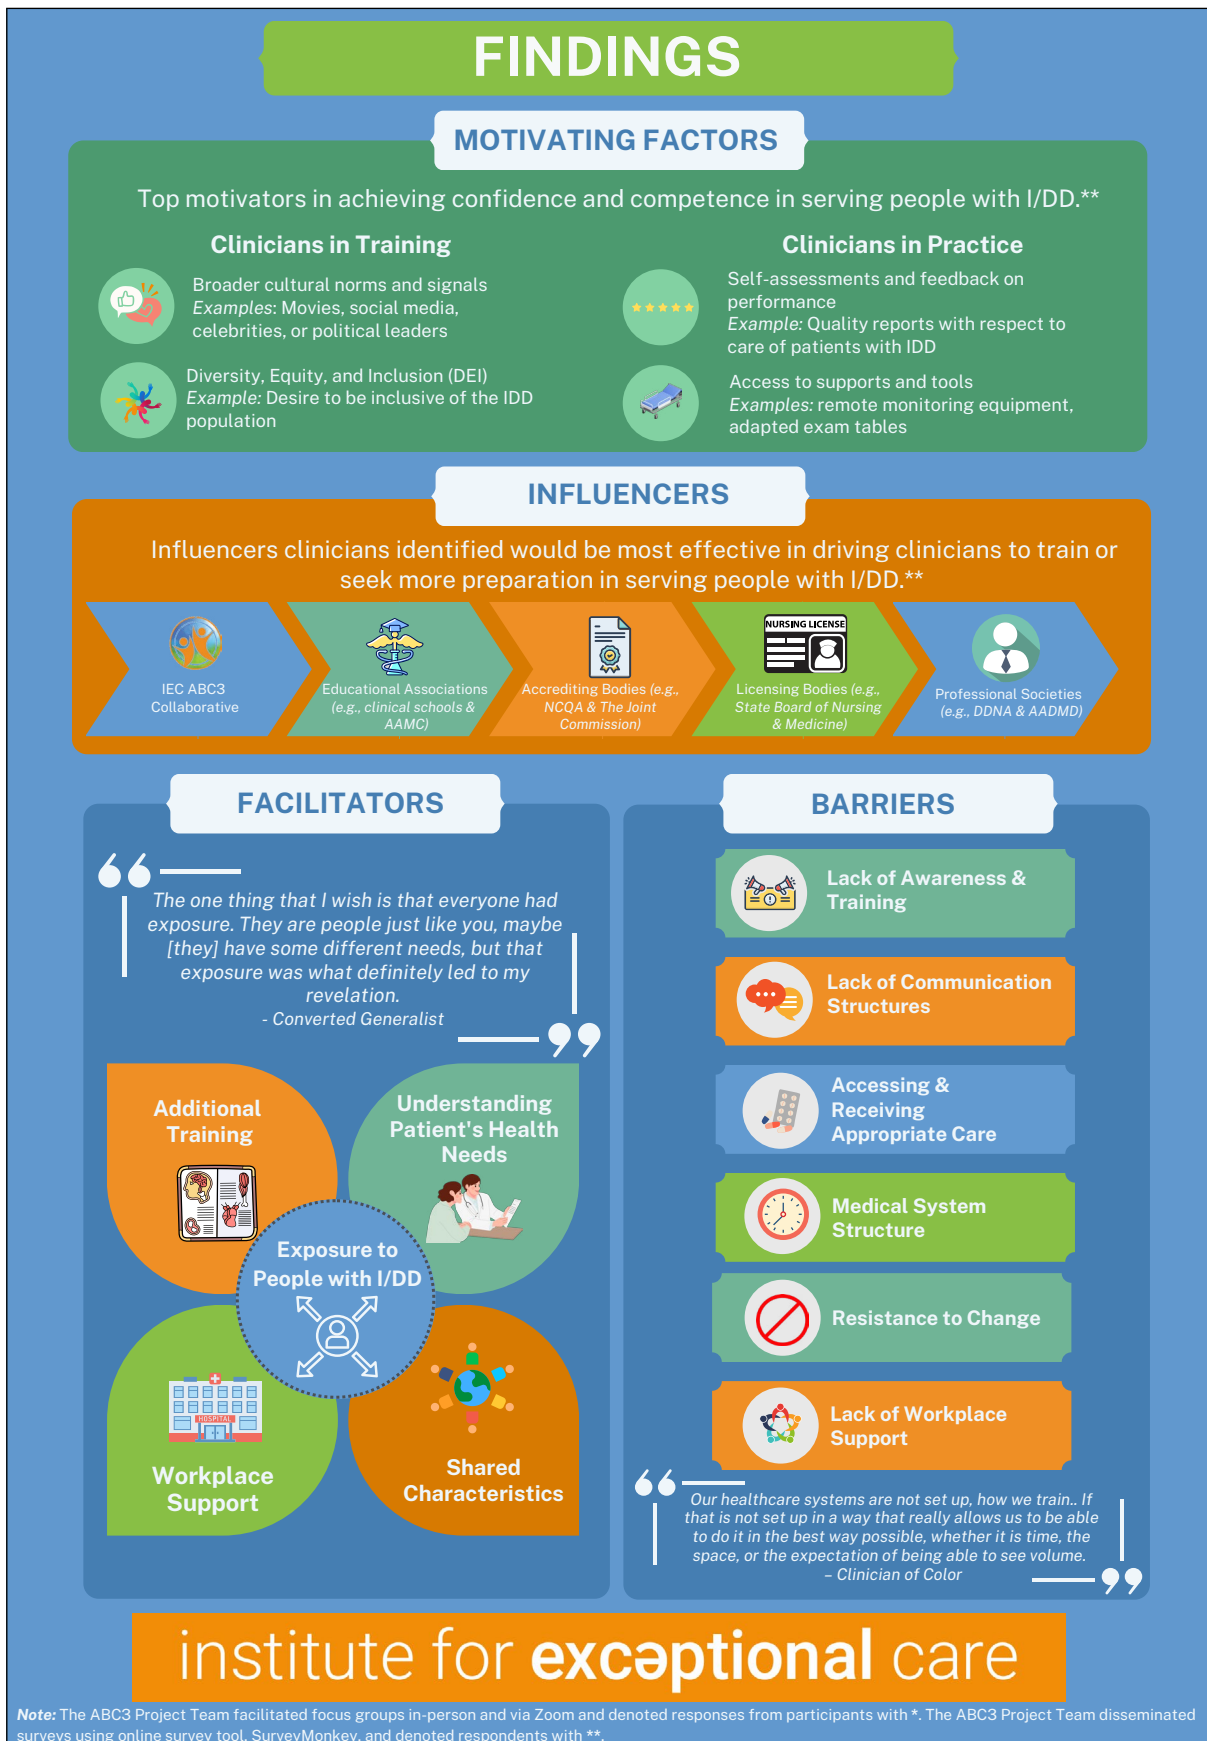 FINDINGS
MOTIVATING FACTORS
Top motivators in achieving confidence and competence in serving people with I/DD.**
Clinicians in Training
Broader cultural norms and signals
Examples: Movies, social media,
celebrities, or political leaders
Diversity, Equity, and Inclusion (DEI)
Example: Desire to be inclusive of the IDD
population
Clinicians in Practice
Self-assessments and feedback on
performance
Example: Quality reports with respect to
care of patients with IDD
Access to supports and tools
Examples: remote monitoring equipment,
adapted exam tables
INFLUENCERS
Influencers clinicians identified would be most effective in driving clinicians to train or
seek more preparation in serving people with I/DD.**
IEC ABC3
Collaborative
Educational Associations
(e.g., clinical schools &
AAMC)
Accrediting Bodies (e.g.,
NCQA & The Joint
Commission)
NURSING LICENSE
Licensing Bodies (e.g.,
State Board of Nursing
& Medicine)
Professional Societies
(e.g., DDNA & AADMD)
FACILITATORS
“
The one thing that I wish is that everyone had
exposure. They are people just like you, maybe
[they] have some different needs, but that
exposure was what definitely led to my
revelation.
- Converted Generalist
”
Additional
Training
Understanding
Patient's Health
Needs
Exposure to
People with I/DD
HOSPITAL
Workplace
Support
Shared
Characteristics
BARRIERS
Lack of Awareness &
Training
Lack of Communication
Structures
Accessing &
Receiving
Appropriate Care
Medical System
Structure
Resistance to Change
Lack of Workplace
Support
“
Our healthcare systems are not set up, how we train.. If
that is not set up in a way that really allows us to be able
to do it in the best way possible, whether it is time, the
space, or the expectation of being able to see volume.
– Clinician of Color
”
institute for excəptional care
Note: The ABC3 Project Team facilitated focus groups in-person and via Zoom and denoted responses from participants with *. The ABC3 Project Team disseminated
surveys using online survey tool, SurveyMonkey, and denoted respondents with **.